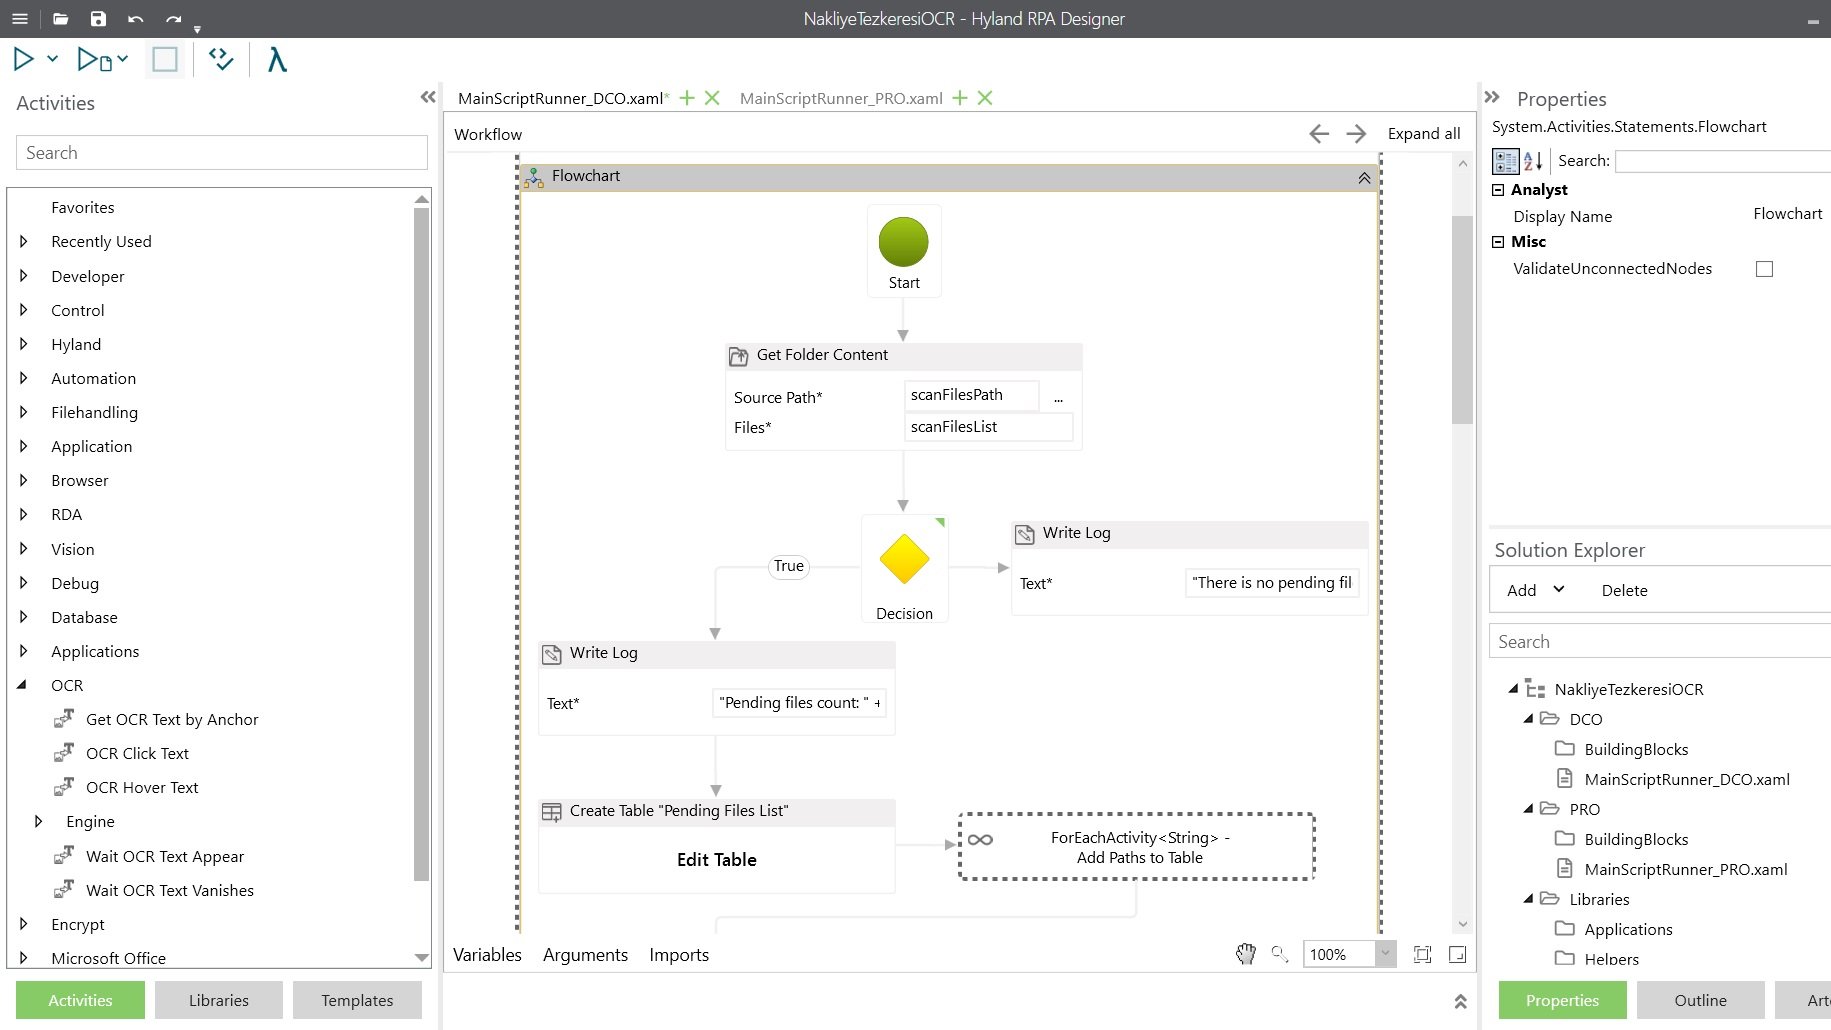 NakliyeTezkeresiOCR - Hyland RPA Designer
Activities
Search
Favorites
Recently Used
Developer
Control
Hyland
Automation
Filehandling
Application
Browser
RDA
Vision
Debug
Database
Applications
OCR
Get OCR Text by Anchor
OCR Click Text
OCR Hover Text
Engine
Wait OCR Text Appear
Wait OCR Text Vanishes
Encrypt
Microsoft Office
Activities
Libraries
Templates
MainScriptRunner_DCO.xaml*
MainScriptRunner_PRO.xaml
Workflow
Expand all
Flowchart
Start
Get Folder Content
Source Path* scanFilesPath ...
Files* scanFilesList
True
Decision
Write Log
Text* "There is no pending fil
Write Log
Text* "Pending files count: " +
Create Table "Pending Files List"
Edit Table
ForEachActivity<String> -
Add Paths to Table
Variables Arguments Imports
100%
Properties
System.Activities.Statements.Flowchart
Search:
Analyst
Display Name Flowchart
Misc
ValidateUnconnectedNodes
Solution Explorer
Add Delete
Search
NakliyeTezkeresiOCR
DCO
BuildingBlocks
MainScriptRunner_DCO.xaml
PRO
BuildingBlocks
MainScriptRunner_PRO.xaml
Libraries
Applications
Helpers
Properties
Outline
Art